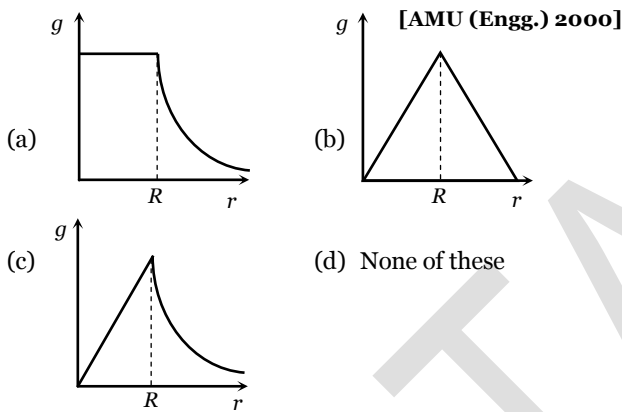 [AMU (Engg.) 2000]
g
g
(a)
(b)
R
r
R
r
g
(c)
(d) None of these
R
r